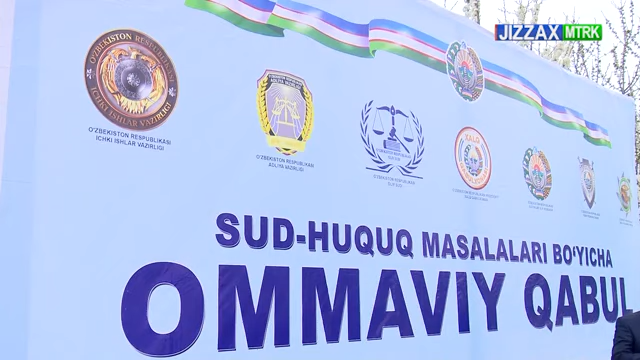 JIZZAX MTRK
O'ZBEKISTON RESPUBLIKASI
ICHKI ISHLAR VAZIRLIGI
O'ZBEKISTON RESPUBLIKASI
ICHKI ISHLAR VAZIRLIGI
O'ZBEKISTON RESPUBLIKASI
ADLIYA VAZIRLIGI
XALQ
SUD-HUQUQ MASALALARI BO'YICHA
OMMAVIY QABUL